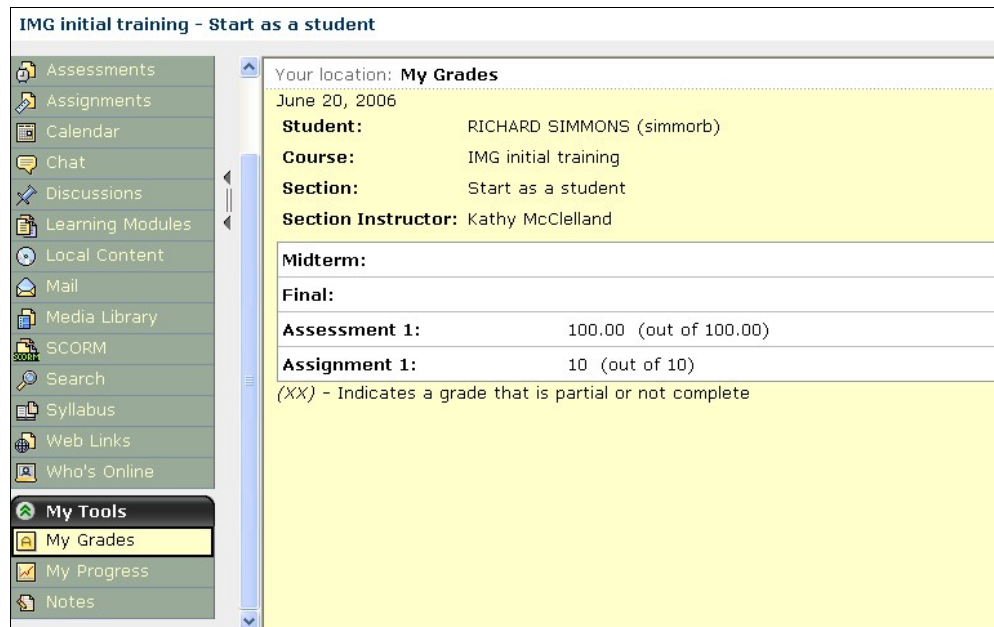 IMG initial training - Start as a student
Assessments
Assignments
Calendar
Chat
Discussions
Learning Modules
Local Content
Mail
Media Library
SCORM
SCORM
Search
Syllabus
Web Links
Who's Online
My Tools
A My Grades
My Progress
Notes
Your location: My Grades
June 20, 2006
Student: RICHARD SIMMONS (simmorb)
Course: IMG initial training
Section: Start as a student
Section Instructor: Kathy McClelland
Midterm:
Final:
Assessment 1: 100.00 (out of 100.00)
Assignment 1: 10 (out of 10)
(XX) - Indicates a grade that is partial or not complete